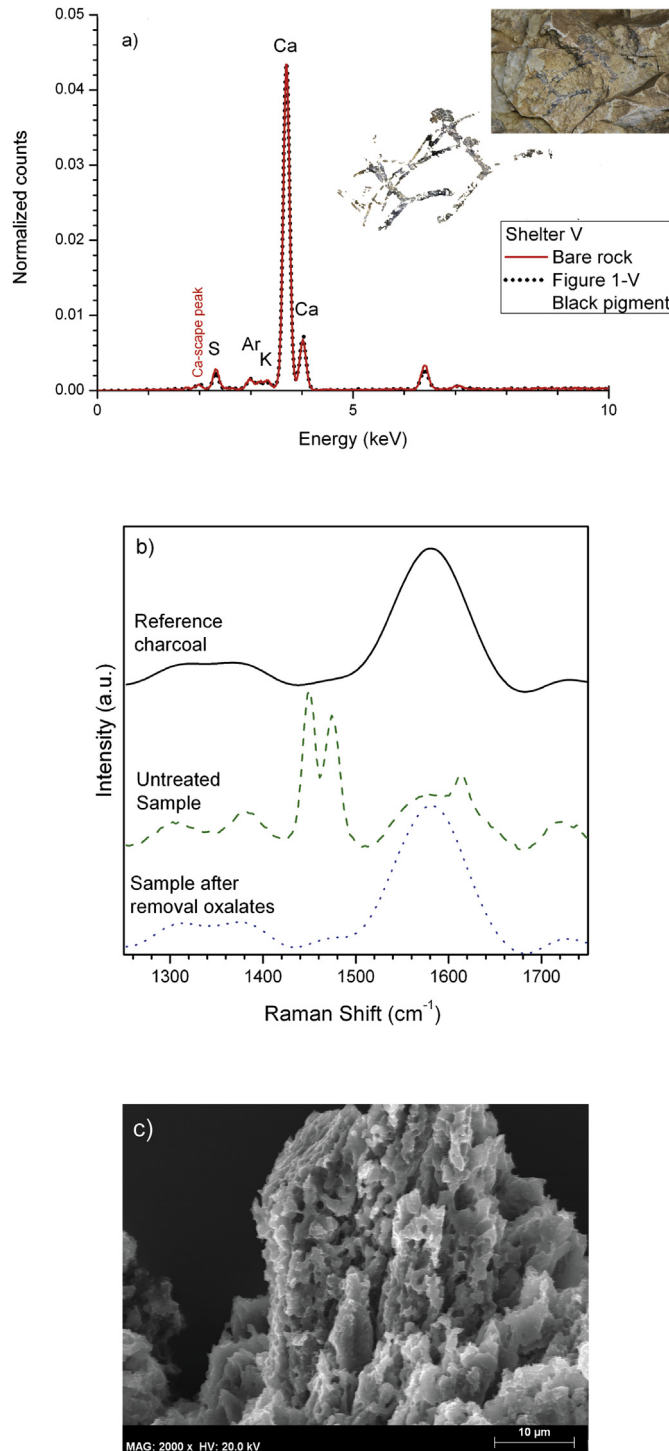 a)
Normalized counts
0.05
0.04
0.03
0.02
0.01
0.00
Ca
Ca-scape peak
S
Ar
K
Ca
Shelter V
Bare rock
Figure 1-V
Black pigment
0
5
10
Energy (keV)
b)
Intensity (a.u.)
Reference
charcoal
Untreated
Sample
Sample after
removal oxalates
1300
1400
1500
1600
1700
Raman Shift (cm⁻¹)
c)
MAG: 2000 x HV: 20.0 kV
10 µm